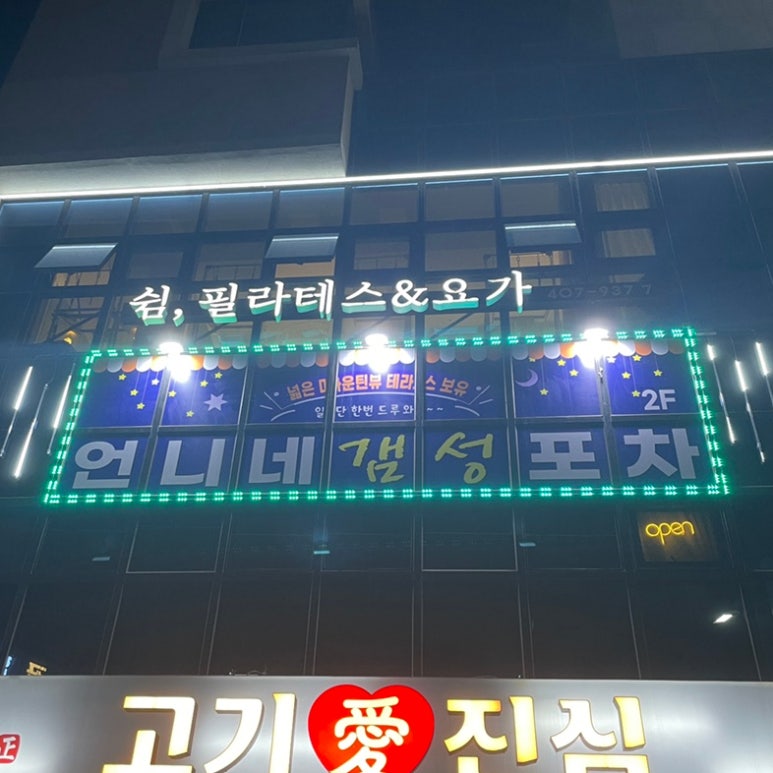 쉼, 필라테스&요가
407-937 7
넓은 마운틴뷰 테라스 보유
일단 한번 드루와~~~
2F
언니네 갬성 포차
open
고기愛진심